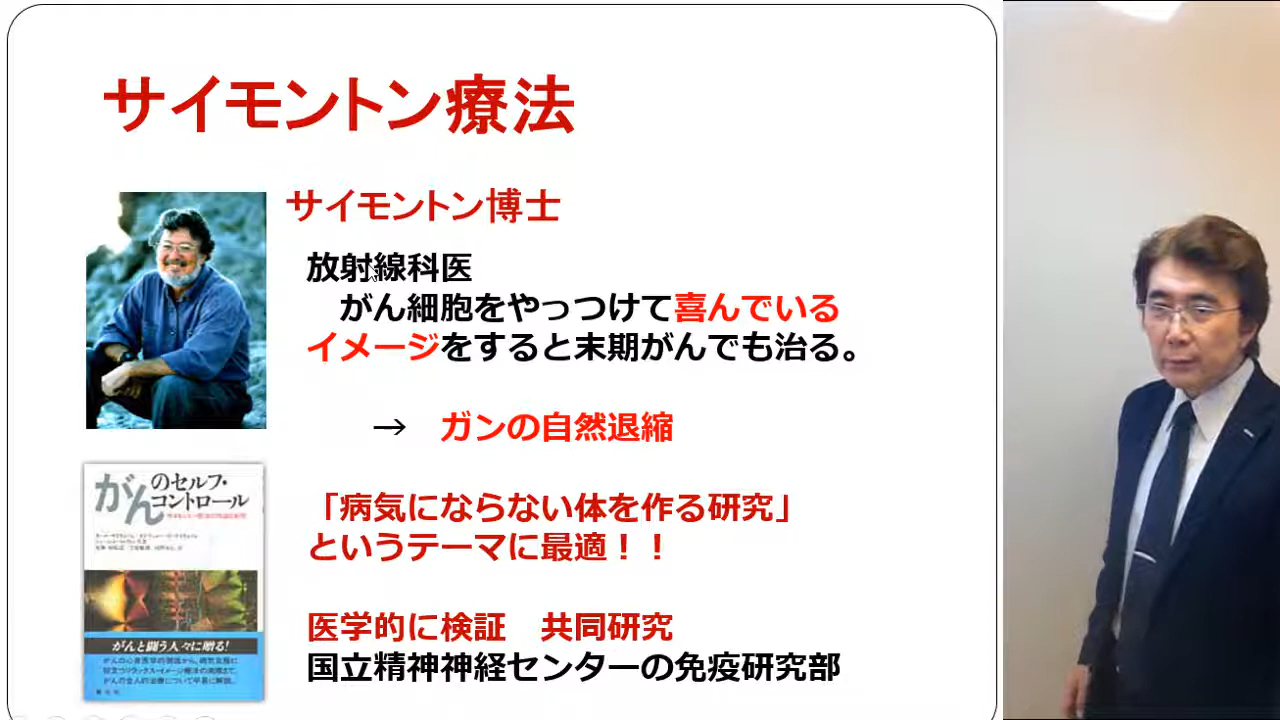 サイモントン療法
サイモントン博士
放射線科医
がん細胞をやっつけて喜んでいる
イメージをすると末期がんでも治る。
→ ガンの自然退縮
「病気にならない体を作る研究」
というテーマに最適！！
医学的に検証 共同研究
国立精神神経センターの免疫研究部
がんのセルフ・
コントロール
がんと闘う人々に贈る!